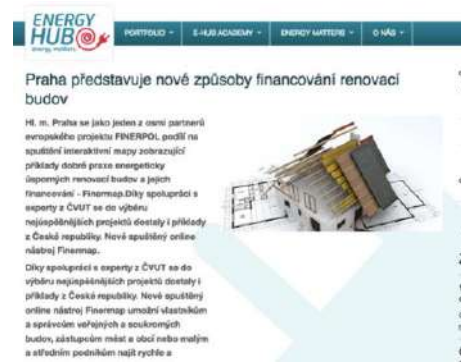 ENERGY
HUB
energy matters
PORTFOLIO
E-HUB ACADEMY
ENERGY MATTERS
O NÁS
Praha představuje nové způsoby financování renovací
budov
Hl. m. Praha se jako jeden z osmi partnerů
evropského projektu FINERPOL podílí na
spuštění interaktivní mapy zobrazující
příklady dobré praxe energeticky
úsporných renovací budov a jejich
financování - Finermap.Díky spolupráci s
experty z ČVUT se do výběru
nejúspěšnějších projektů dostaly i příklady
z České republiky. Nově spuštěný online
nástroj Finermap.
Díky spolupráci s experty z ČVUT se do
výběru nejúspěšnějších projektů dostaly i
příklady z České republiky. Nově spuštěný
online nástroj Finermap umožní vlastníkům
a správcům veřejných a soukromých
budov, zástupcům měst a obcí nebo malým
a středním podnikům najít rychle a